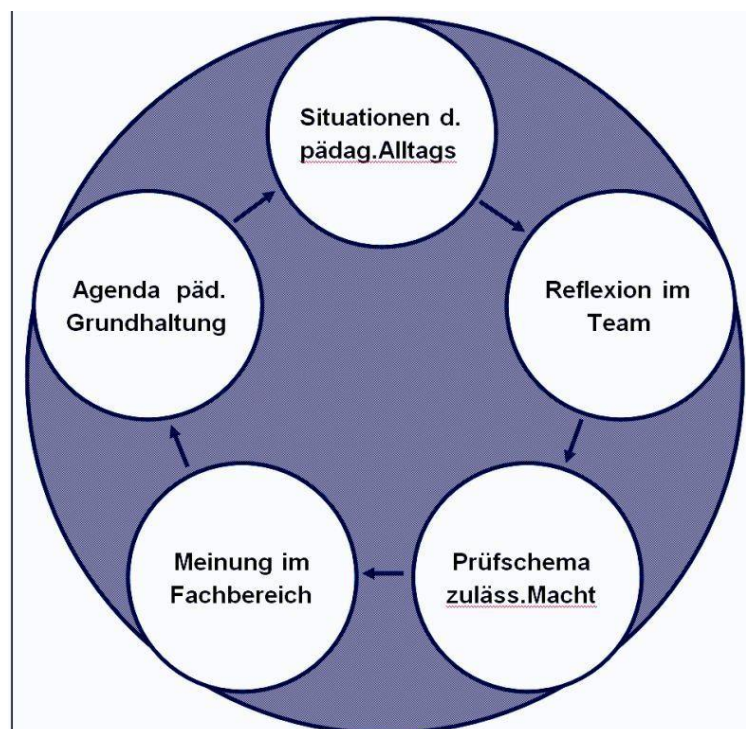 Situationen d.
pädag.Alltags
Reflexion im
Team
Prüfschema
zuläss.Macht
Meinung im
Fachbereich
Agenda päd.
Grundhaltung